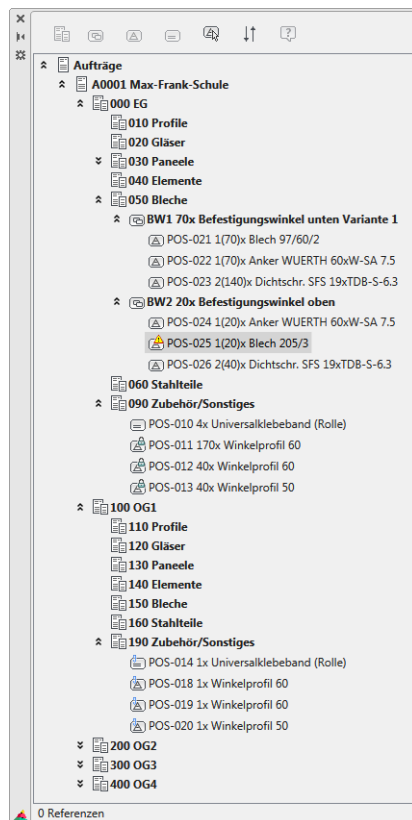 Aufträge
A0001 Max-Frank-Schule
000 EG
010 Profile
020 Gläser
030 Paneele
040 Elemente
050 Bleche
BW1 70x Befestigungswinkel unten Variante 1
POS-021 1(70)x Blech 97/60/2
POS-022 1(70)x Anker WUERTH 60xW-SA 7.5
POS-023 2(140)x Dichtschr. SFS 19xTDB-S-6.3
BW2 20x Befestigungswinkel oben
POS-024 1(20)x Anker WUERTH 60xW-SA 7.5
POS-025 1(20)x Blech 205/3
POS-026 2(40)x Dichtschr. SFS 19xTDB-S-6.3
060 Stahlteile
090 Zubehör/Sonstiges
POS-010 4x Universalklebeband (Rolle)
POS-011 170x Winkelprofil 60
POS-012 40x Winkelprofil 60
POS-013 40x Winkelprofil 50
100 OG1
110 Profile
120 Gläser
130 Paneele
140 Elemente
150 Bleche
160 Stahlteile
190 Zubehör/Sonstiges
POS-014 1x Universalklebeband (Rolle)
POS-018 1x Winkelprofil 60
POS-019 1x Winkelprofil 60
POS-020 1x Winkelprofil 50
200 OG2
300 OG3
400 OG4
0 Referenzen